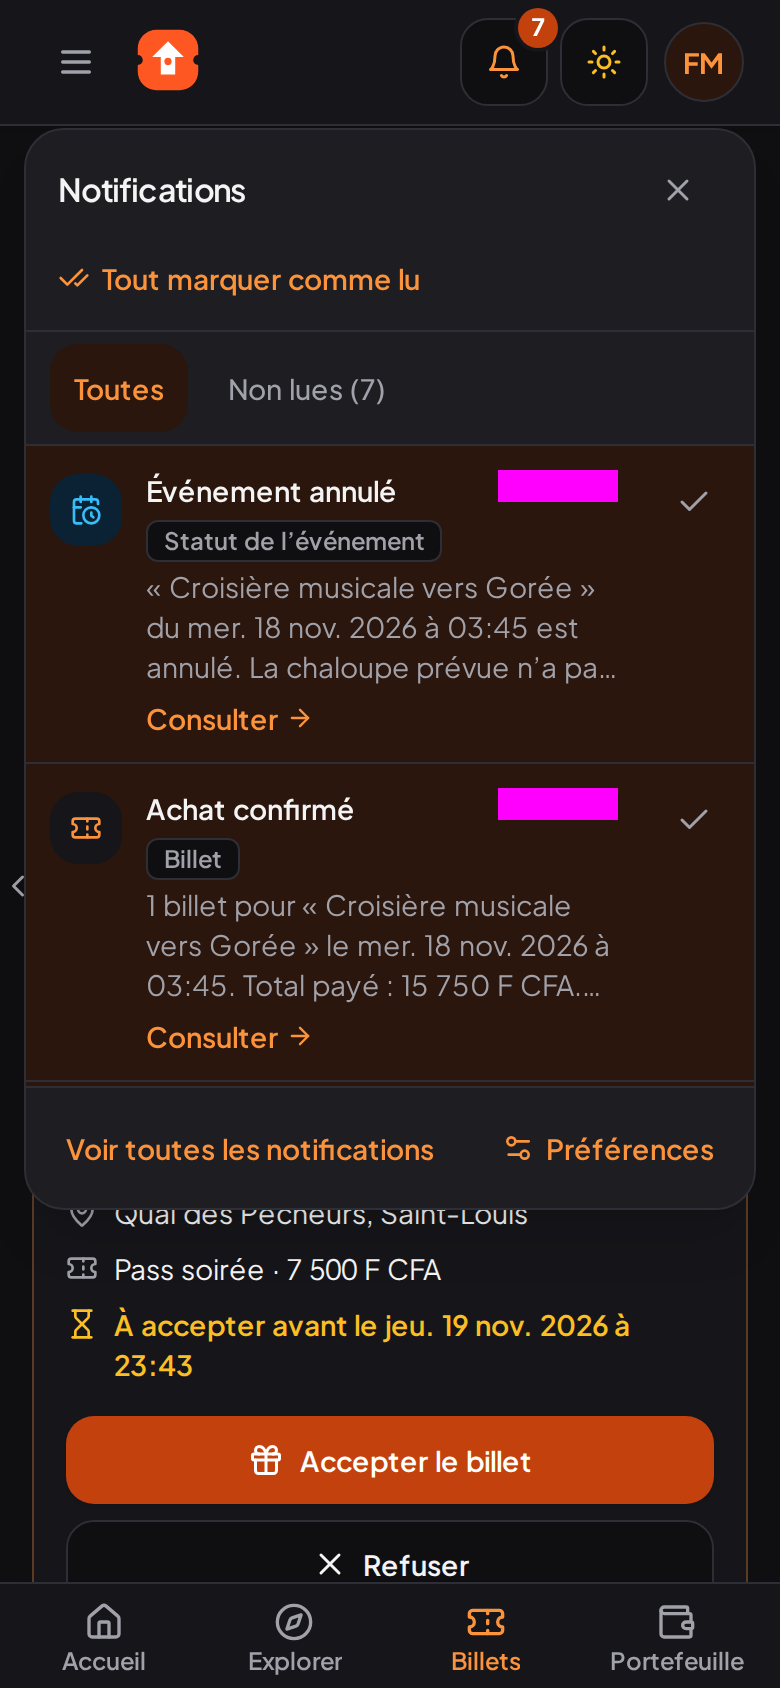 7
FM
Notifications
Tout marquer comme lu
Toutes
Non lues (7)
Événement annulé
Statut de l’événement
« Croisière musicale vers Gorée »
du mer. 18 nov. 2026 à 03:45 est
annulé. La chaloupe prévue n’a pa…
Consulter
Achat confirmé
Billet
1 billet pour « Croisière musicale
vers Gorée » le mer. 18 nov. 2026 à
03:45. Total payé : 15 750 F CFA.…
Consulter
Voir toutes les notifications
Préférences
Quai des Pêcheurs, Saint-Louis
Pass soirée · 7 500 F CFA
À accepter avant le jeu. 19 nov. 2026 à
23:43
Accepter le billet
Refuser
Accueil
Explorer
Billets
Portefeuille